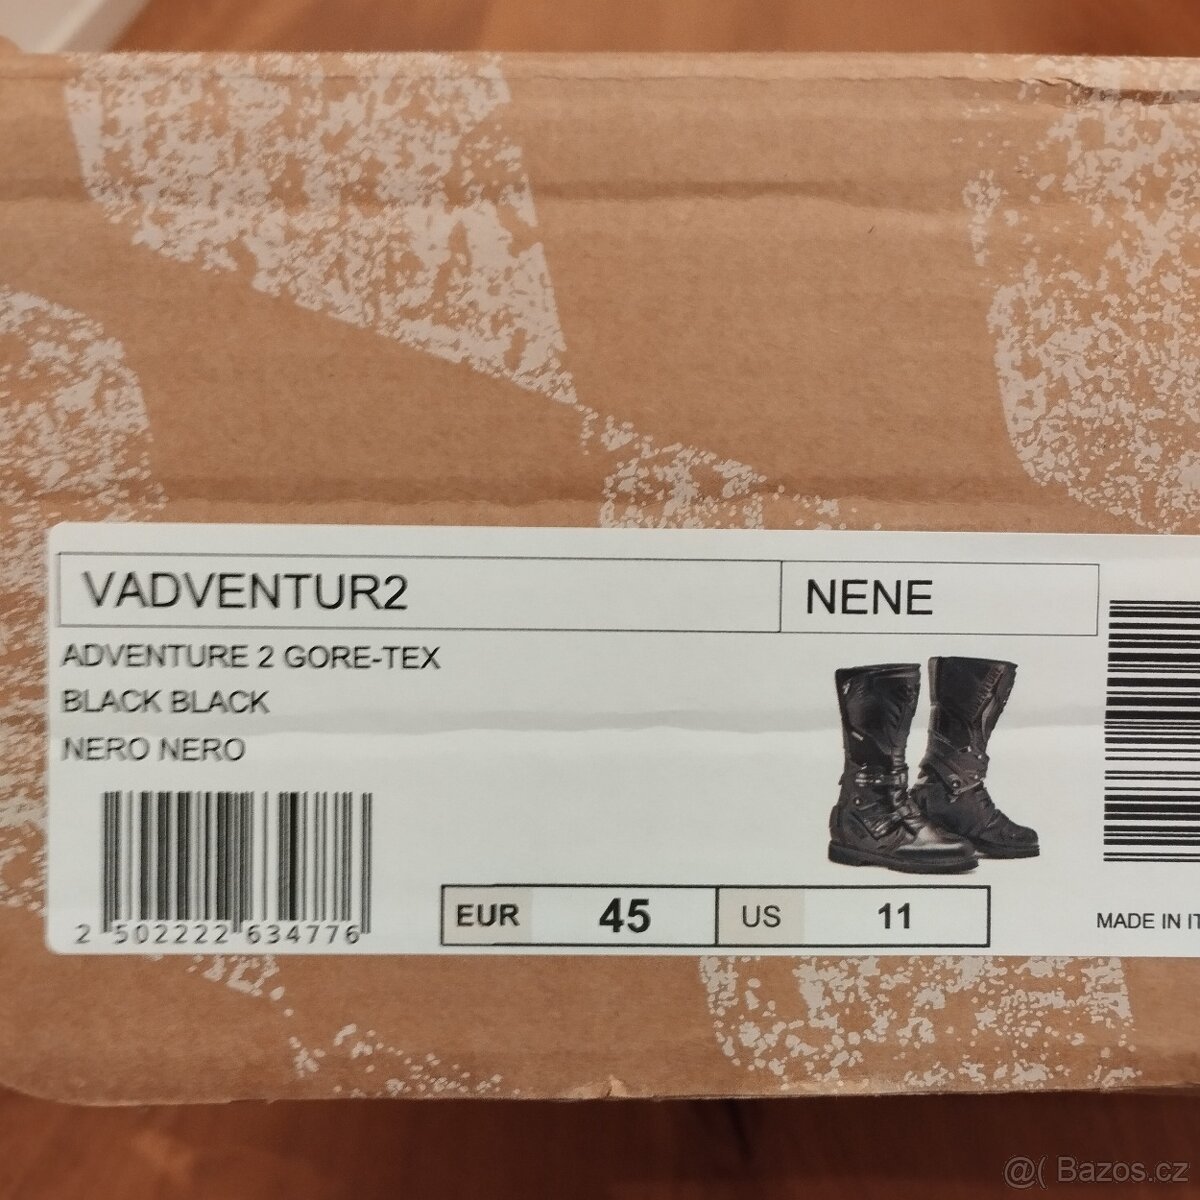 VADVENTUR2
NENE
ADVENTURE 2 GORE-TEX
BLACK BLACK
NERO NERO
2 502222 634776
EUR 45 US 11
MADE IN IT
@( Bazos.cz